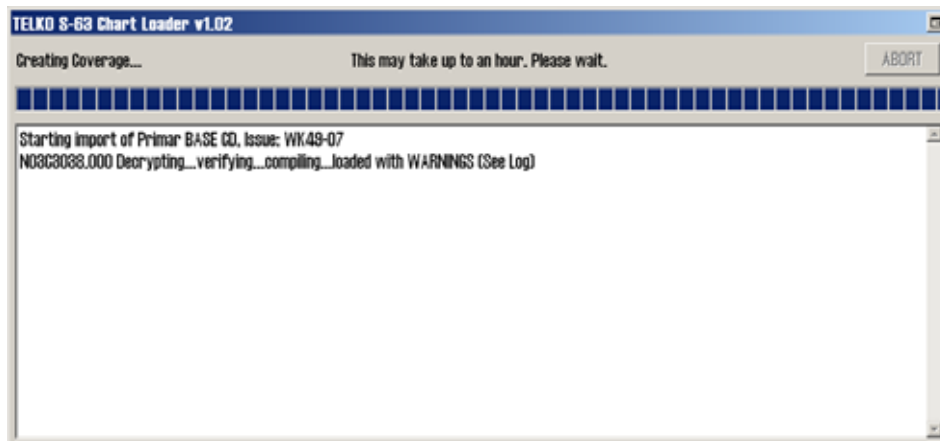 TELKO S-63 Chart Loader v1.02
Creating Coverage... This may take up to an hour. Please wait. ABORT
Starting import of Primar BASE CD, Issue: WK49-07
NO3C3038.000 Decrypting...verifying...compiling...loaded with WARNINGS (See Log)